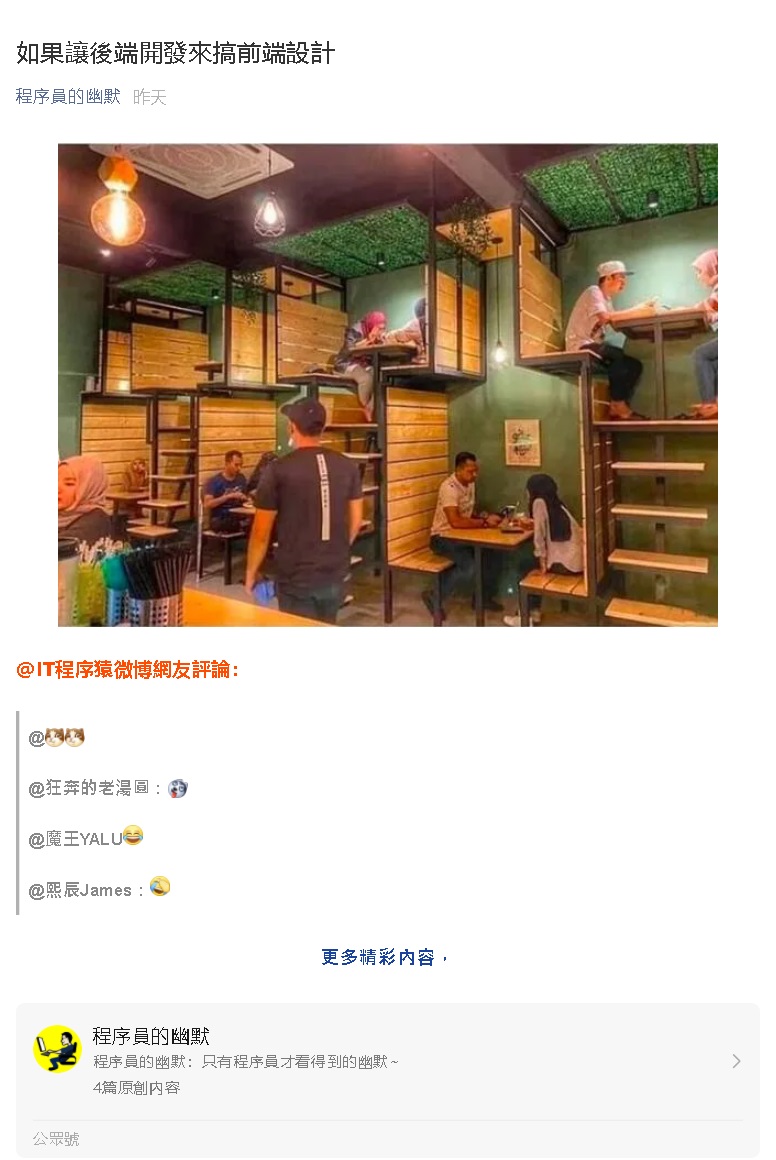 如果讓後端開發來搞前端設計
程序員的幽默 昨天
@IT程序猿微博網友評論：
@
@狂奔的老湯圓：
@魔王YALU
@熙辰James：
更多精彩內容，
程序員的幽默
程序員的幽默：只有程序員才看得到的幽默~
4篇原創內容
公眾號